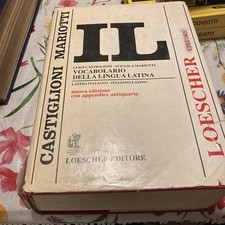 CASTIGLIONI MARIOTTI
IL
LUIGI CASTIGLIONI - SCEVOLA MARIOTTI
VOCABOLARIO
DELLA LINGUA LATINA
LATINO-ITALIANO · ITALIANO-LATINO
nuova edizione
con appendice antiquaria
LOESCHER EDITORE
LOESCHER